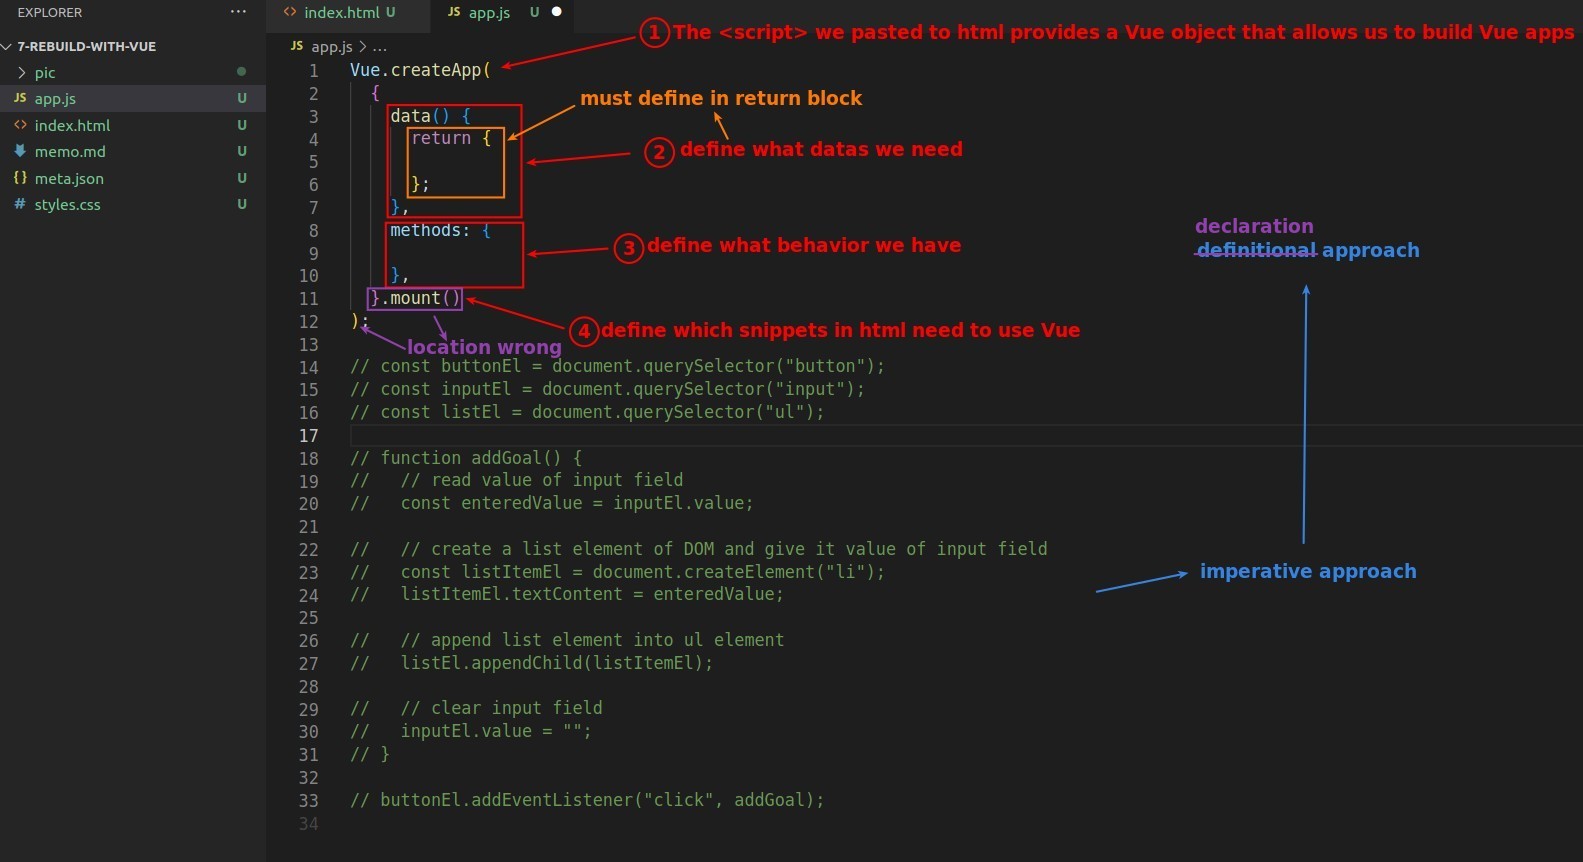 EXPLORER ...
index.html U
JS app.js U
7-REBUILD-WITH-VUE
pic
JS app.js U
index.html U
memo.md U
{} meta.json U
# styles.css U
JS app.js > ...
1 The <script> we pasted to html provides a Vue object that allows us to build Vue apps
1 Vue.createApp(
2 {
3 data() {
must define in return block
4 return {
2 define what datas we need
5
6 };
7 },
8 methods: {
3 define what behavior we have
9
10 },
11 }.mount()
4 define which snippets in html need to use Vue
12 );
location wrong
13
14 // const buttonEl = document.querySelector("button");
15 // const inputEl = document.querySelector("input");
16 // const listEl = document.querySelector("ul");
17
18 // function addGoal() {
19 //   // read value of input field
20 //   const enteredValue = inputEl.value;
21
22 //   // create a list element of DOM and give it value of input field
23 //   const listItemEl = document.createElement("li");
24 //   listItemEl.textContent = enteredValue;
25
26 //   // append list element into ul element
27 //   listEl.appendChild(listItemEl);
28
29 //   // clear input field
30 //   inputEl.value = "";
31 // }
32
33 // buttonEl.addEventListener("click", addGoal);
34
declaration
definitional approach
imperative approach